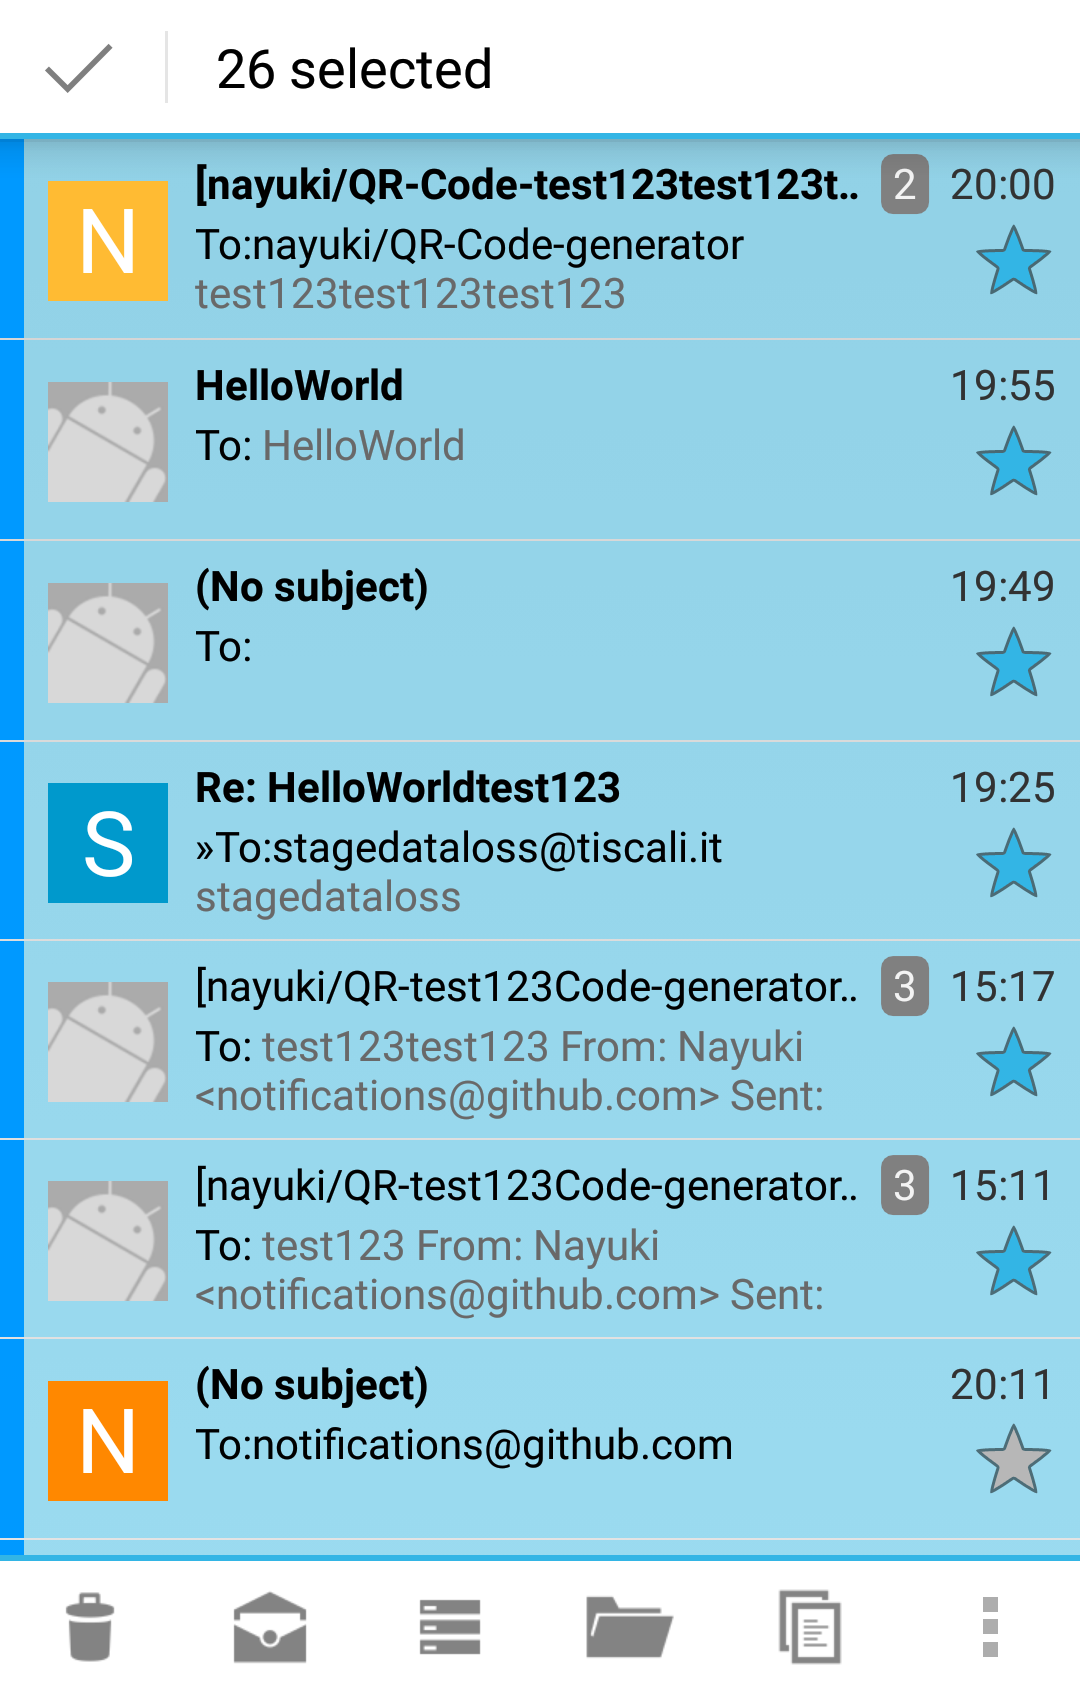 26 selected
[nayuki/QR-Code-test123test123t.. 2 20:00
N
To:nayuki/QR-Code-generator
test123test123test123
HelloWorld 19:55
To: HelloWorld
(No subject) 19:49
To:
Re: HelloWorldtest123 19:25
S
»To:stagedataloss@tiscali.it
stagedataloss
[nayuki/QR-test123Code-generator.. 3 15:17
To: test123test123 From: Nayuki
<notifications@github.com> Sent:
[nayuki/QR-test123Code-generator.. 3 15:11
To: test123 From: Nayuki
<notifications@github.com> Sent:
(No subject) 20:11
N
To:notifications@github.com